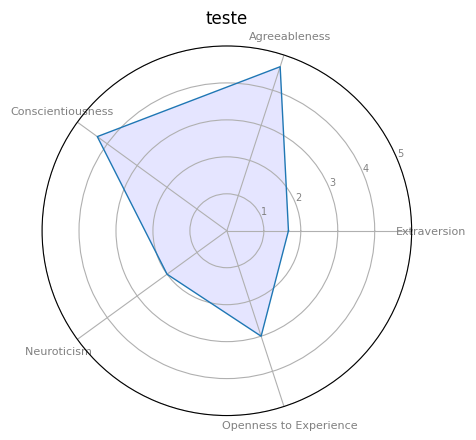 teste
Agreeableness
Conscientiousness
5
4
3
2
1
Extraversion
Neuroticism
Openness to Experience